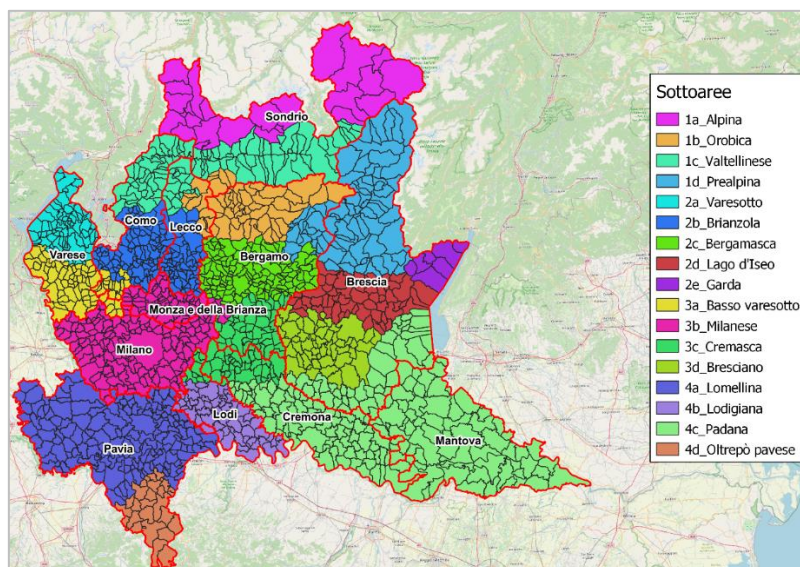 Sondrio
Como
Lecco
Varese
Bergamo
Brescia
Monza e della Brianza
Milano
Lodi
Cremona
Mantova
Pavia
Sottoaree
1a_Alpina
1b_Orobica
1c_Valtellinese
1d_Prealpina
2a_Varesotto
2b_Brianzola
2c_Bergamasca
2d_Lago d'Iseo
2e_Garda
3a_Basso varesotto
3b_Milanese
3c_Cremasca
3d_Bresciano
4a_Lomellina
4b_Lodigiana
4c_Padana
4d_Oltrepò pavese